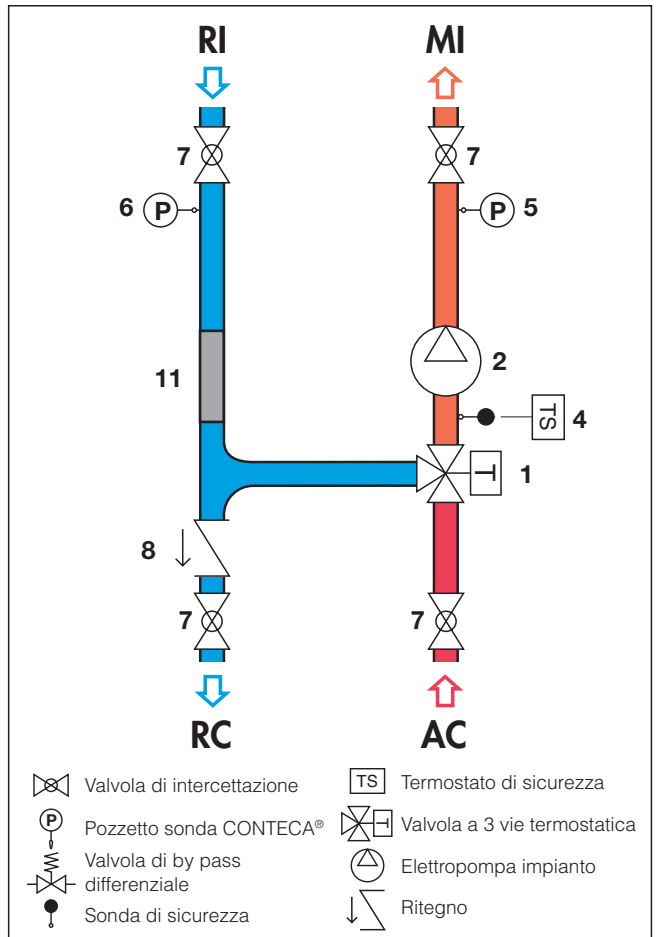 RI MI
7 7
6 P P 5
11 2
TS 4
T 1
8
7 7
RC AC
Valvola di intercettazione
P Pozzetto sonda CONTECA®
Valvola di by pass
differenziale
Sonda di sicurezza
TS Termostato di sicurezza
T Valvola a 3 vie termostatica
Elettropompa impianto
Ritegno